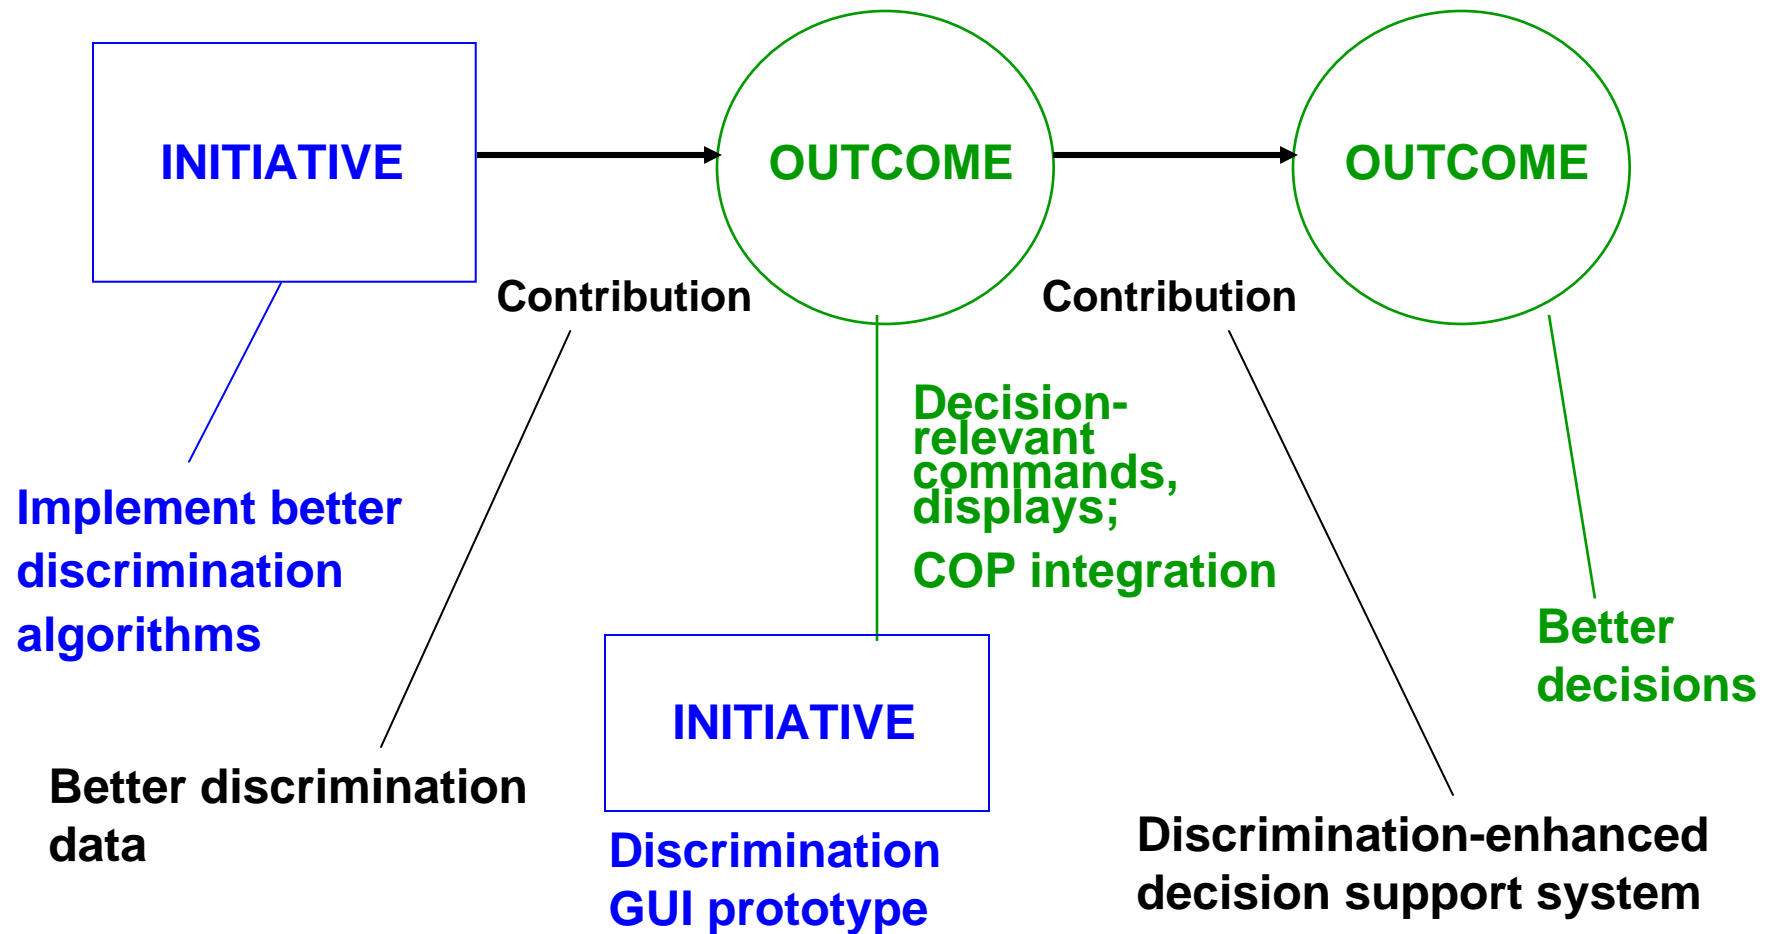 INITIATIVE
OUTCOME
OUTCOME
Contribution
Contribution
Decision-
relevant
commands,
displays;
COP integration
Implement better
discrimination
algorithms
Better
decisions
INITIATIVE
Better discrimination
data
Discrimination
GUI prototype
Discrimination-enhanced
decision support system